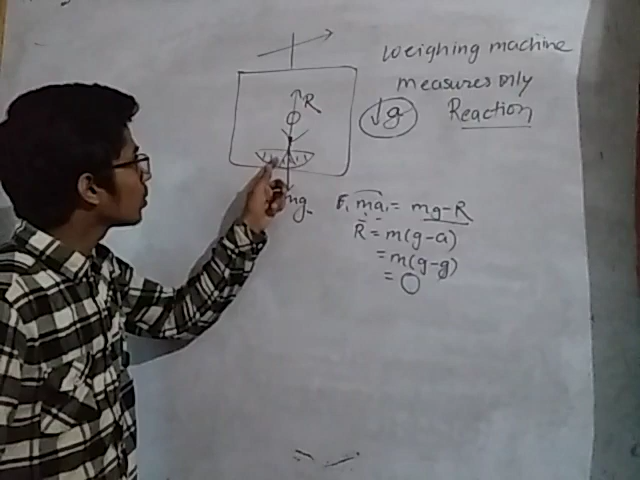 Weighing machine
measures only
Reaction
↓g
R
mg
F, ma, = mg-R
R = m(g-a)
= m(g-g)
= 0